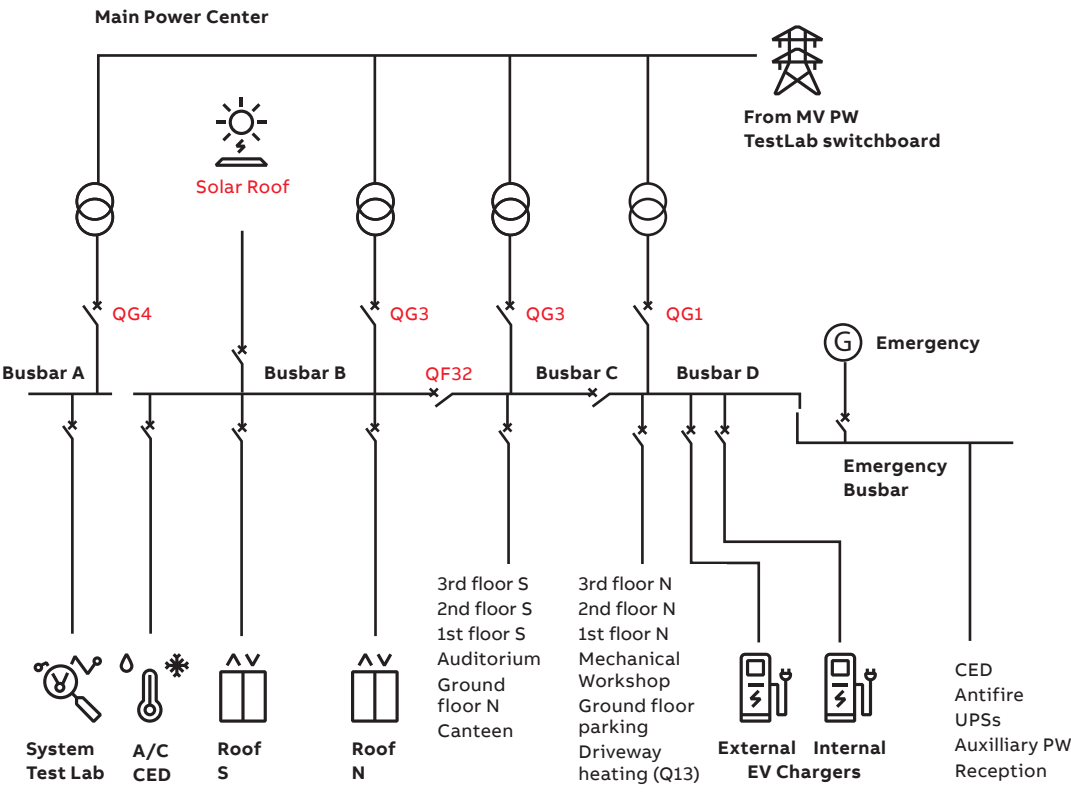 Main Power Center
From MV PW
TestLab switchboard
Solar Roof
QG4
QG3
QG3
QG1
G
Emergency
Busbar A
Busbar B
QF32
Busbar C
Busbar D
Emergency
Busbar
3rd floor S
2nd floor S
1st floor S
Auditorium
Ground
floor N
Canteen
3rd floor N
2nd floor N
1st floor N
Mechanical
Workshop
Ground floor
parking
Driveway
heating (Q13)
CED
Antifire
UPSs
Auxilliary PW
Reception
System
Test Lab
A/C
CED
Roof
S
Roof
N
External
Internal
EV Chargers